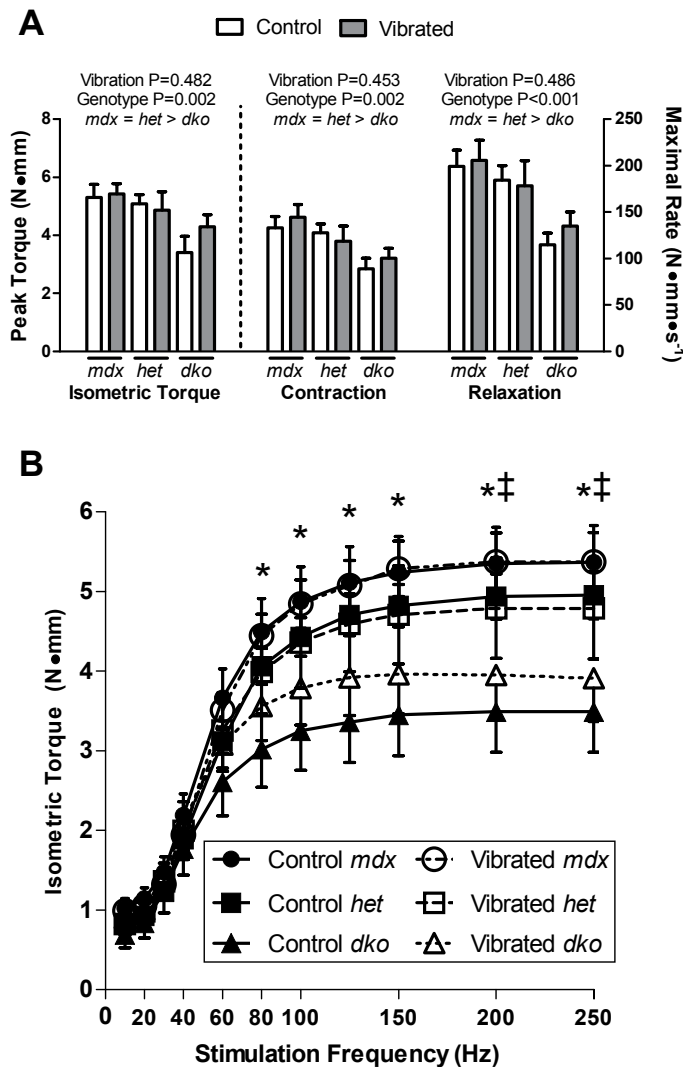 A
Control Vibrated
Vibration P=0.482
Genotype P=0.002
mdx = het > dko
Vibration P=0.453
Genotype P=0.002
mdx = het > dko
Vibration P=0.486
Genotype P<0.001
mdx = het > dko
Peak Torque (N●mm)
8
6
4
2
0
250
200
150
100
50
0
Maximal Rate (N●mm●s⁻¹)
mdx het dko mdx het dko mdx het dko
Isometric Torque Contraction Relaxation
B
Isometric Torque (N●mm)
6
5
4
3
2
1
0
* * * * *‡ *‡
Control mdx Vibrated mdx
Control het Vibrated het
Control dko Vibrated dko
0 20 40 60 80 100 125 150 200 250
Stimulation Frequency (Hz)